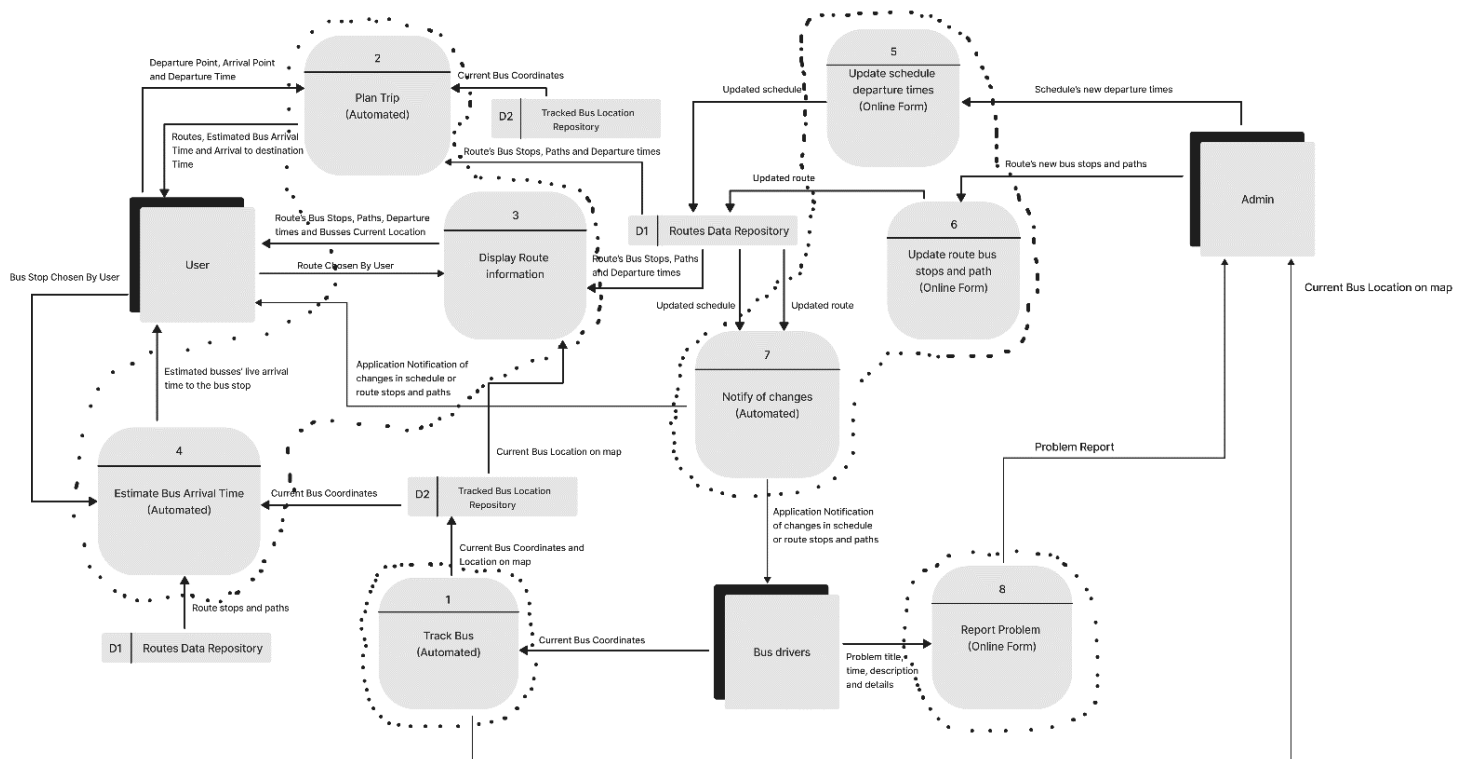 2
Plan Trip
(Automated)
Departure Point, Arrival Point
and Departure Time
Current Bus Coordinates
D2
Tracked Bus Location
Repository
Routes, Estimated Bus Arrival
Time and Arrival to destination
Time
Route's Bus Stops, Paths and Departure times
5
Update schedule
departure times
(Online Form)
Updated schedule
Schedule's new departure times
Route's new bus stops and paths
Admin
Updated route
6
Update route bus
stops and path
(Online Form)
D1
Routes Data Repository
3
Display Route
information
Route's Bus Stops, Paths, Departure
times and Busses Current Location
User
Route Chosen By User
Bus Stop Chosen By User
Route's Bus Stops, Paths
and Departure times
Updated schedule
Updated route
Current Bus Location on map
7
Notify of changes
(Automated)
Estimated busses' live arrival
time to the bus stop
Application Notification of
changes in schedule or
route stops and paths
4
Estimate Bus Arrival Time
(Automated)
Current Bus Location on map
Problem Report
Current Bus Coordinates
D2
Tracked Bus Location
Repository
Application Notification
of changes in schedule
or route stops and paths
Current Bus Coordinates and
Location on map
Route stops and paths
D1
Routes Data Repository
1
Track Bus
(Automated)
Current Bus Coordinates
Bus drivers
Problem title,
time, description
and details
8
Report Problem
(Online Form)